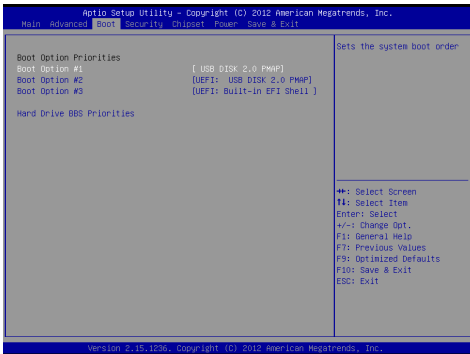 Aptio Setup Utility - Copyright (C) 2012 American Megatrends, Inc.
Main Advanced Boot Security Chipset Power Save & Exit
Boot Option Priorities
Boot Option #1 [ USB DISK 2.0 PMAP]
Boot Option #2 [UEFI: USB DISK 2.0 PMAP]
Boot Option #3 [UEFI: Built-in EFI Shell ]
Hard Drive BBS Priorities
Sets the system boot order
→←: Select Screen
↑↓: Select Item
Enter: Select
+/-: Change Opt.
F1: General Help
F7: Previous Values
F9: Optimized Defaults
F10: Save & Exit
ESC: Exit
Version 2.15.1236. Copyright (C) 2012 American Megatrends, Inc.